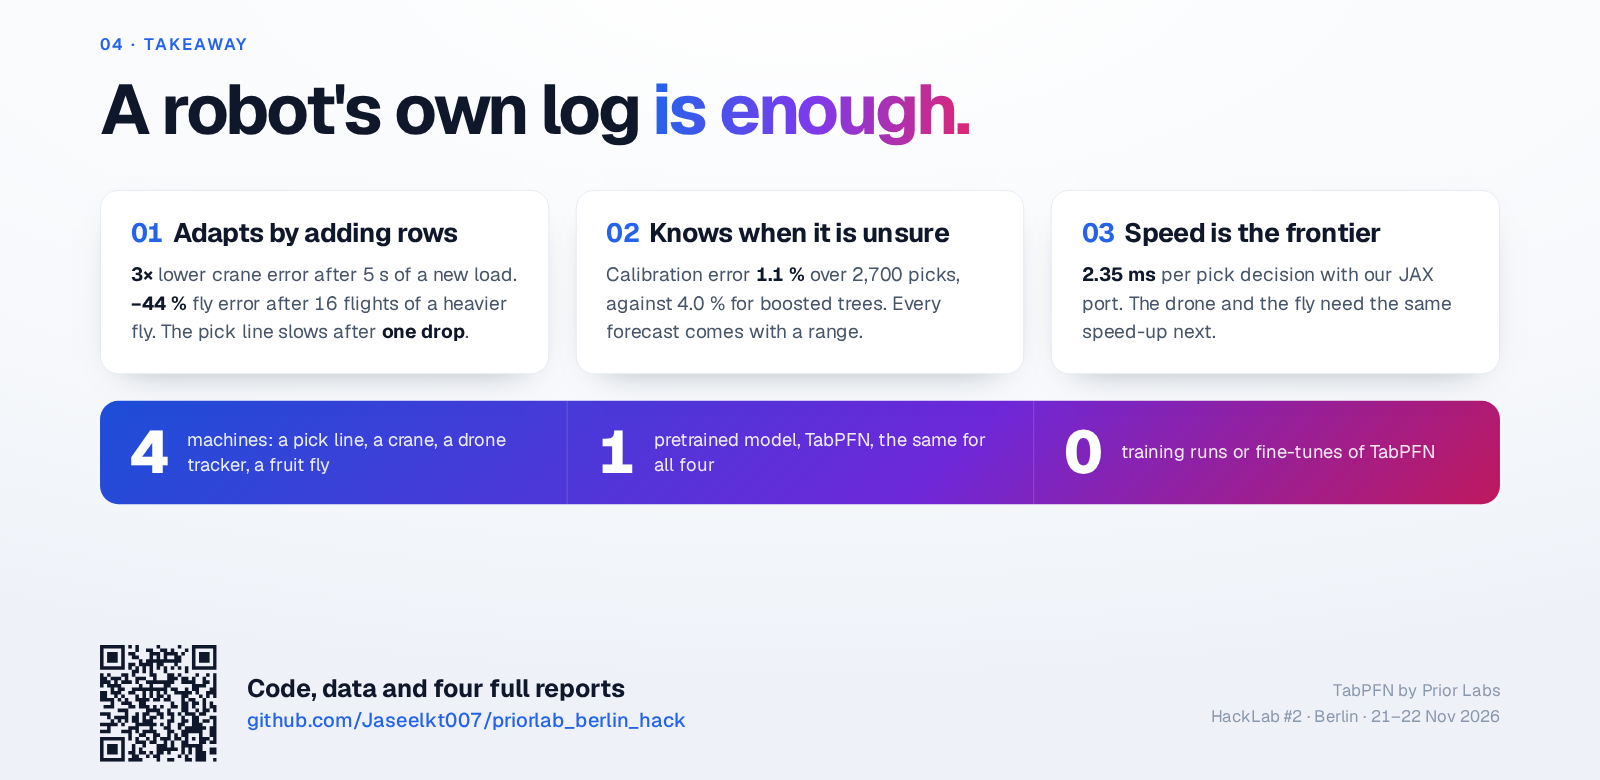 04 · TAKEAWAY
A robot's own log is enough.
01 Adapts by adding rows
3× lower crane error after 5 s of a new load.
−44 % fly error after 16 flights of a heavier
fly. The pick line slows after one drop.
02 Knows when it is unsure
Calibration error 1.1 % over 2,700 picks,
against 4.0 % for boosted trees. Every
forecast comes with a range.
03 Speed is the frontier
2.35 ms per pick decision with our JAX
port. The drone and the fly need the same
speed-up next.
4 machines: a pick line, a crane, a drone
tracker, a fruit fly
1 pretrained model, TabPFN, the same for
all four
0 training runs or fine-tunes of TabPFN
Code, data and four full reports
github.com/Jaseelkt007/priorlab_berlin_hack
TabPFN by Prior Labs
HackLab #2 · Berlin · 21–22 Nov 2026